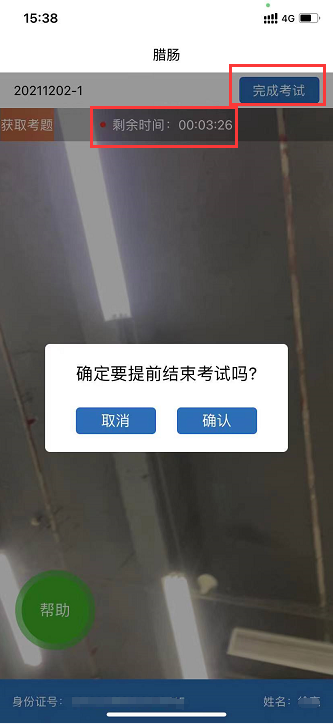 15:38
4G
腊肠
20211202-1
完成考试
获取考题
剩余时间：00:03:26
确定要提前结束考试吗?
取消
确认
帮助
身份证号：
姓名：